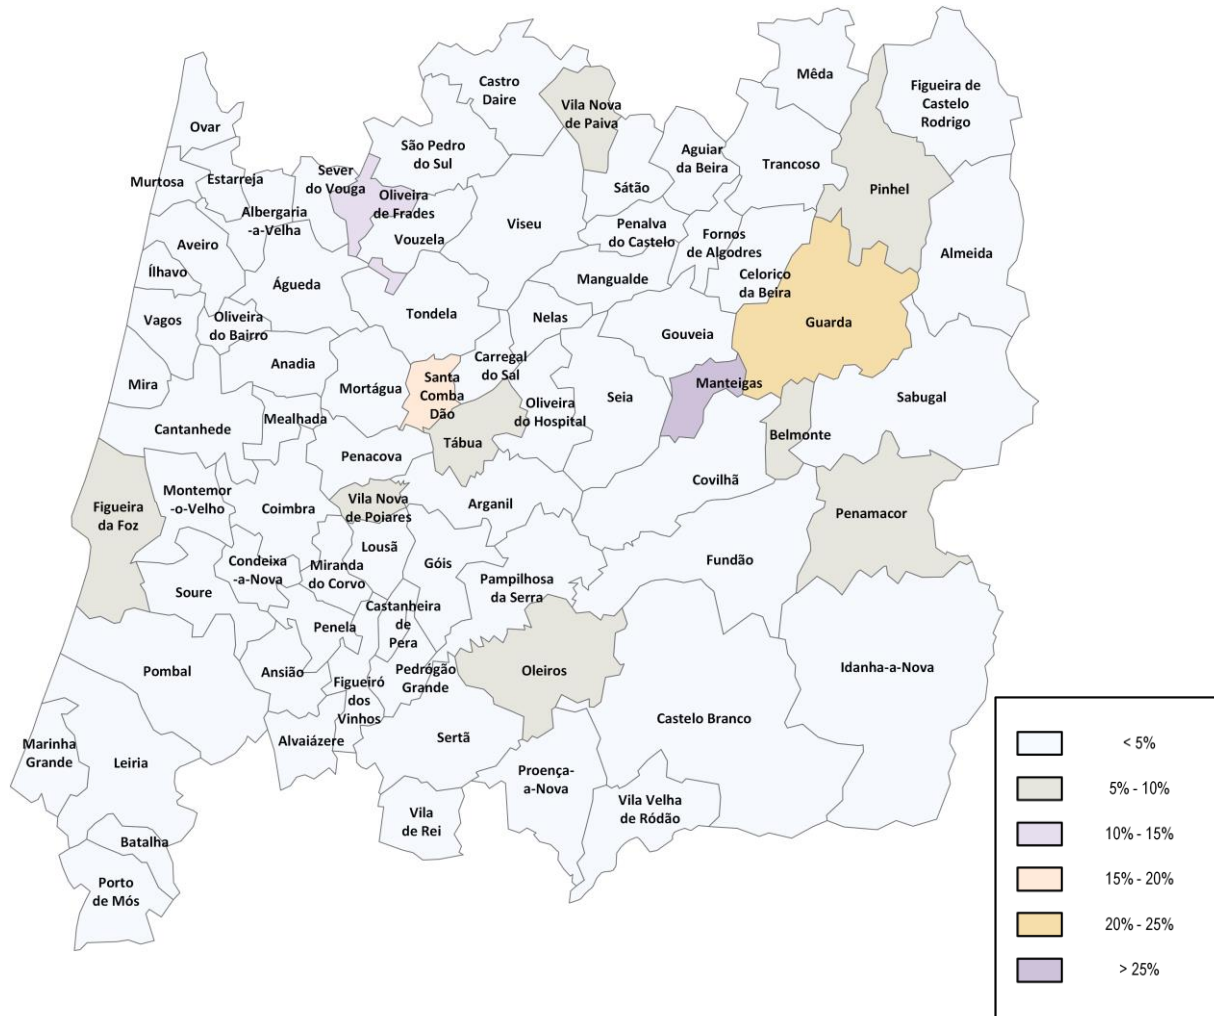 Mêda
Castro
Daire
Figueira de
Castelo
Rodrigo
Vila Nova
de Paiva
Ovar
São Pedro
do Sul
Aguiar
da Beira
Trancoso
Sever
do Vouga
Murtosa
Estarreja
Oliveira
de Frades
Sátão
Pinhel
Albergaria
-a-Velha
Viseu
Penalva
do Castelo
Fornos
de Algodres
Aveiro
Vouzela
Almeida
Ílhavo
Águeda
Mangualde
Celorico
da Beira
Vagos
Oliveira
do Bairro
Tondela
Nelas
Gouveia
Guarda
Anadia
Carregal
do Sal
Mira
Mortágua
Santa
Comba
Dão
Oliveira
do Hospital
Seia
Manteigas
Sabugal
Cantanhede
Mealhada
Tábua
Belmonte
Penacova
Covilhã
Montemor
-o-Velho
Figueira
da Foz
Coimbra
Vila Nova
de Poiares
Arganil
Penamacor
Condeixa
-a-Nova
Miranda
do Corvo
Lousã
Góis
Fundão
Soure
Pampilhosa
da Serra
Castanheira
de
Pera
Penela
Pombal
Ansião
Pedrógão
Grande
Oleiros
Idanha-a-Nova
Figueiró
dos
Vinhos
Castelo Branco
Marinha
Grande
Leiria
Alvaiázere
Sertã
Proença-
a-Nova
Vila
de Rei
Vila Velha
de Ródão
Batalha
Porto
de Mós
< 5%
5% - 10%
10% - 15%
15% - 20%
20% - 25%
> 25%